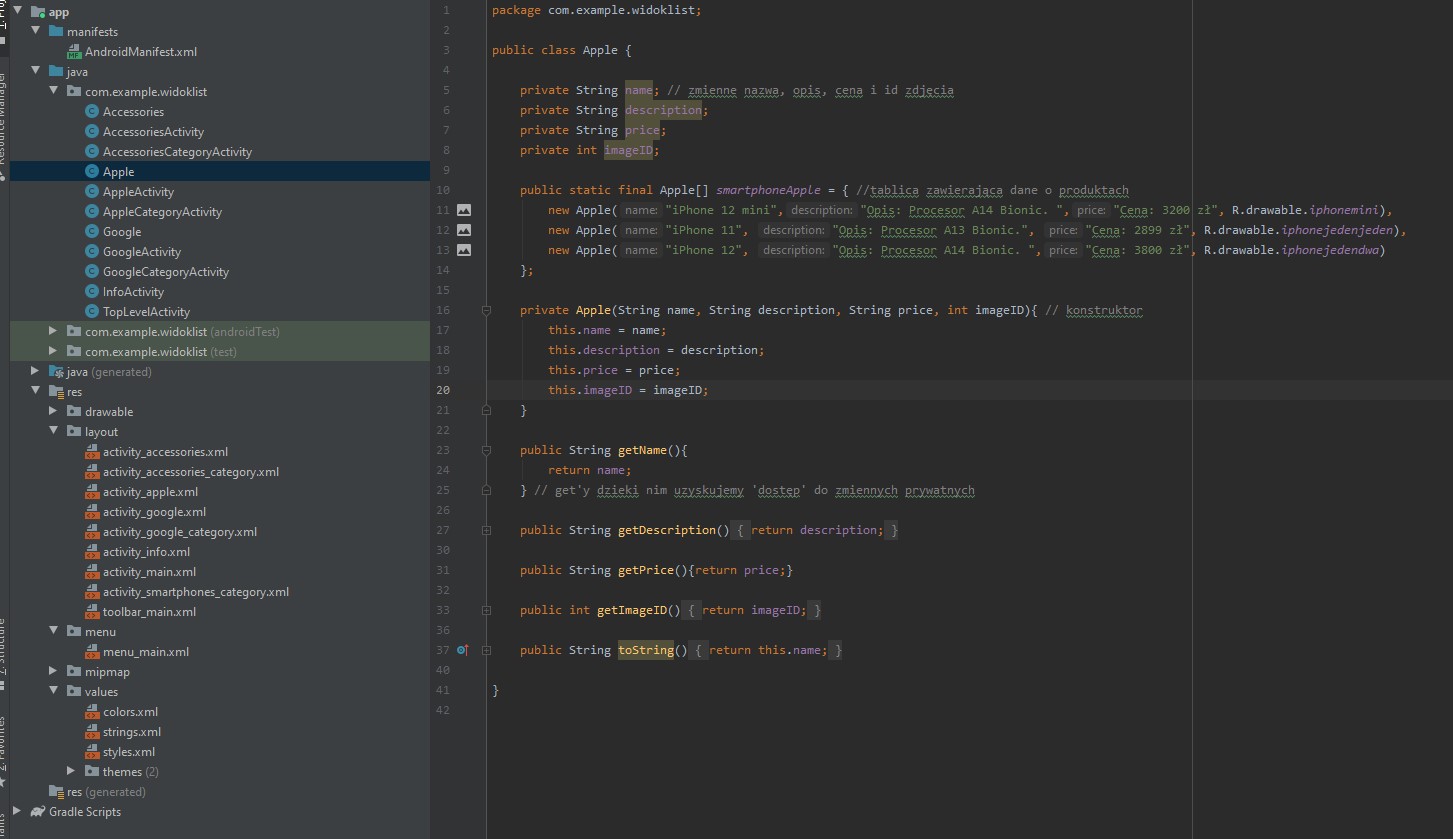 app
manifests
AndroidManifest.xml
java
com.example.widoklist
Accessories
AccessoriesActivity
AccessoriesCategoryActivity
Apple
AppleActivity
AppleCategoryActivity
Google
GoogleActivity
GoogleCategoryActivity
InfoActivity
TopLevelActivity
com.example.widoklist (androidTest)
com.example.widoklist (test)
java (generated)
res
drawable
layout
activity_accessories.xml
activity_accessories_category.xml
activity_apple.xml
activity_google.xml
activity_google_category.xml
activity_info.xml
activity_main.xml
activity_smartphones_category.xml
toolbar_main.xml
menu
menu_main.xml
mipmap
values
colors.xml
strings.xml
styles.xml
themes (2)
res (generated)
Gradle Scripts
1 package com.example.widoklist;
2
3 public class Apple {
4
5 private String name; // zmienne nazwa, opis, cena i id zdjęcia
6 private String description;
7 private String price;
8 private int imageID;
9
10 public static final Apple[] smartphoneApple = { //tablica zawierająca dane o produktach
11 new Apple( name: "iPhone 12 mini", description: "Opis: Procesor A14 Bionic. ", price: "Cena: 3200 zł", R.drawable.iphonemini),
12 new Apple( name: "iPhone 11", description: "Opis: Procesor A13 Bionic.", price: "Cena: 2899 zł", R.drawable.iphonejedenjeden),
13 new Apple( name: "iPhone 12", description: "Opis: Procesor A14 Bionic. ", price: "Cena: 3800 zł", R.drawable.iphonejedendwa)
14 };
15
16 private Apple(String name, String description, String price, int imageID){ // konstruktor
17 this.name = name;
18 this.description = description;
19 this.price = price;
20 this.imageID = imageID;
21 }
22
23 public String getName(){
24 return name;
25 } // get'y dzieki nim uzyskujemy 'dostęp' do zmiennych prywatnych
26
27 public String getDescription() { return description; }
30
31 public String getPrice(){return price;}
32
33 public int getImageID() { return imageID; }
36
37 public String toString() { return this.name; }
40
41 }
42
Resource Manager
Z: Structure
2: Favorites